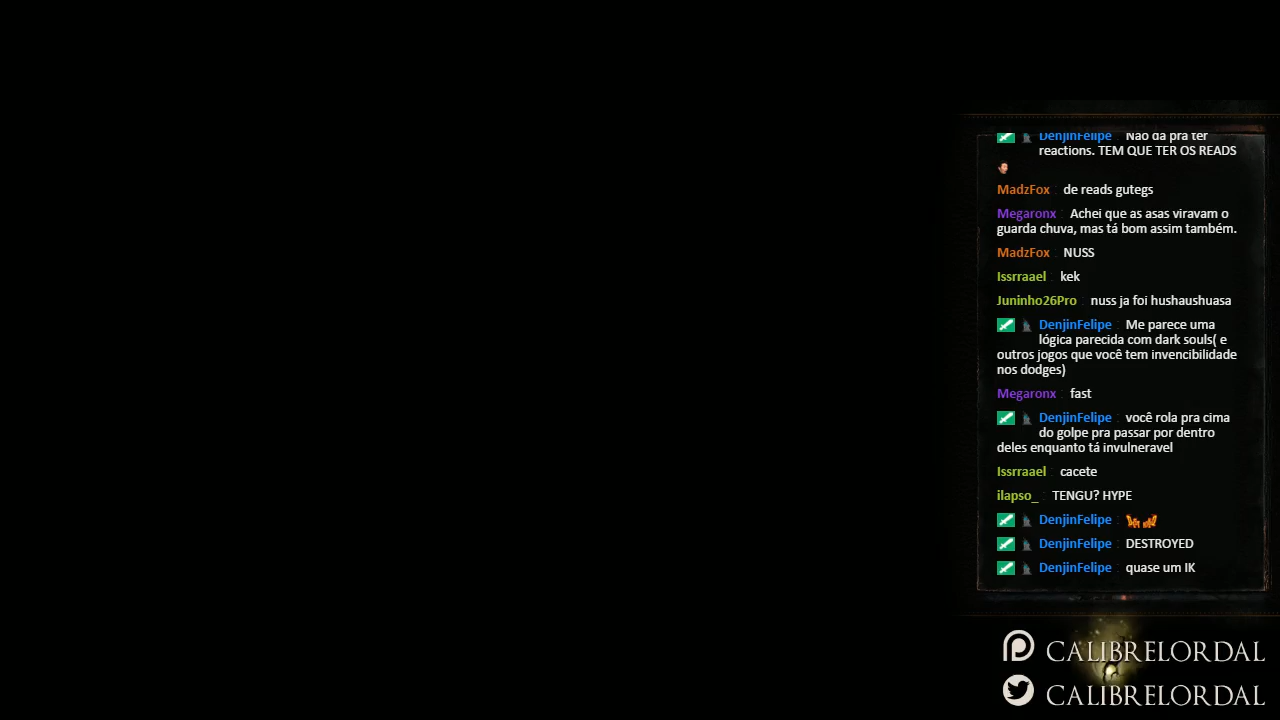 DenjinFelipe : Não dá pra ter
reactions. TEM QUE TER OS READS
MadzFox : de reads gutegs
Megaronx : Achei que as asas viravam o
guarda chuva, mas tá bom assim também.
MadzFox : NUSS
Issrraael : kek
Juninho26Pro : nuss ja foi hushaushuasa
DenjinFelipe : Me parece uma
lógica parecida com dark souls( e
outros jogos que você tem invencibilidade
nos dodges)
Megaronx : fast
DenjinFelipe : você rola pra cima
do golpe pra passar por dentro
deles enquanto tá invulneravel
Issrraael : cacete
ilapso_ : TENGU? HYPE
DenjinFelipe :
DenjinFelipe : DESTROYED
DenjinFelipe : quase um IK
CALIBRELORDAL
CALIBRELORDAL